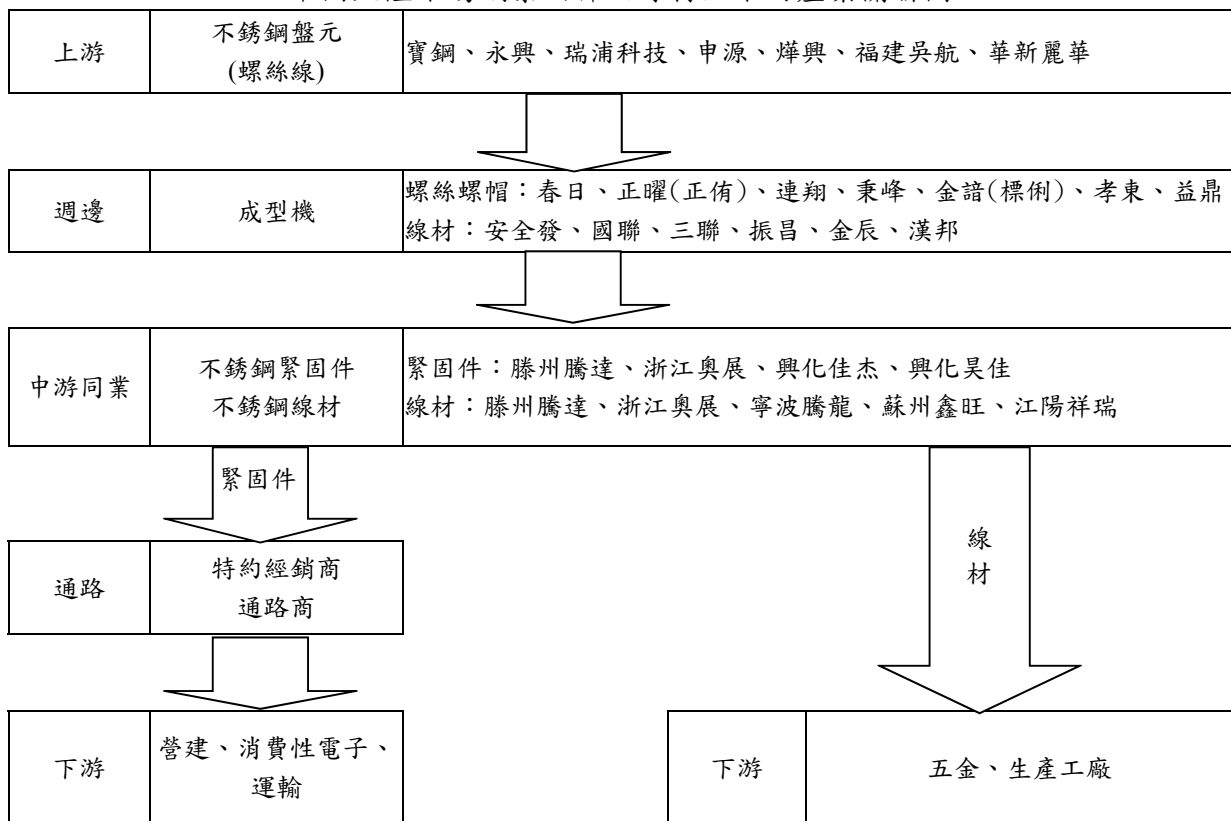 上游
不銹鋼盤元
(螺絲線)
寶鋼、永興、瑞浦科技、申源、燁興、福建吳航、華新麗華
週邊
成型機
螺絲螺帽：春日、正曜(正侑)、連翔、秉峰、金諳(標俐)、孝東、益鼎
線材：安全發、國聯、三聯、振昌、金辰、漢邦
中游同業
不銹鋼緊固件
不銹鋼線材
緊固件：滕州騰達、浙江奧展、興化佳杰、興化昊佳
線材：滕州騰達、浙江奧展、寧波騰龍、蘇州鑫旺、江陽祥瑞
緊固件
線
材
通路
特約經銷商
通路商
下游
營建、消費性電子、
運輸
下游
五金、生產工廠